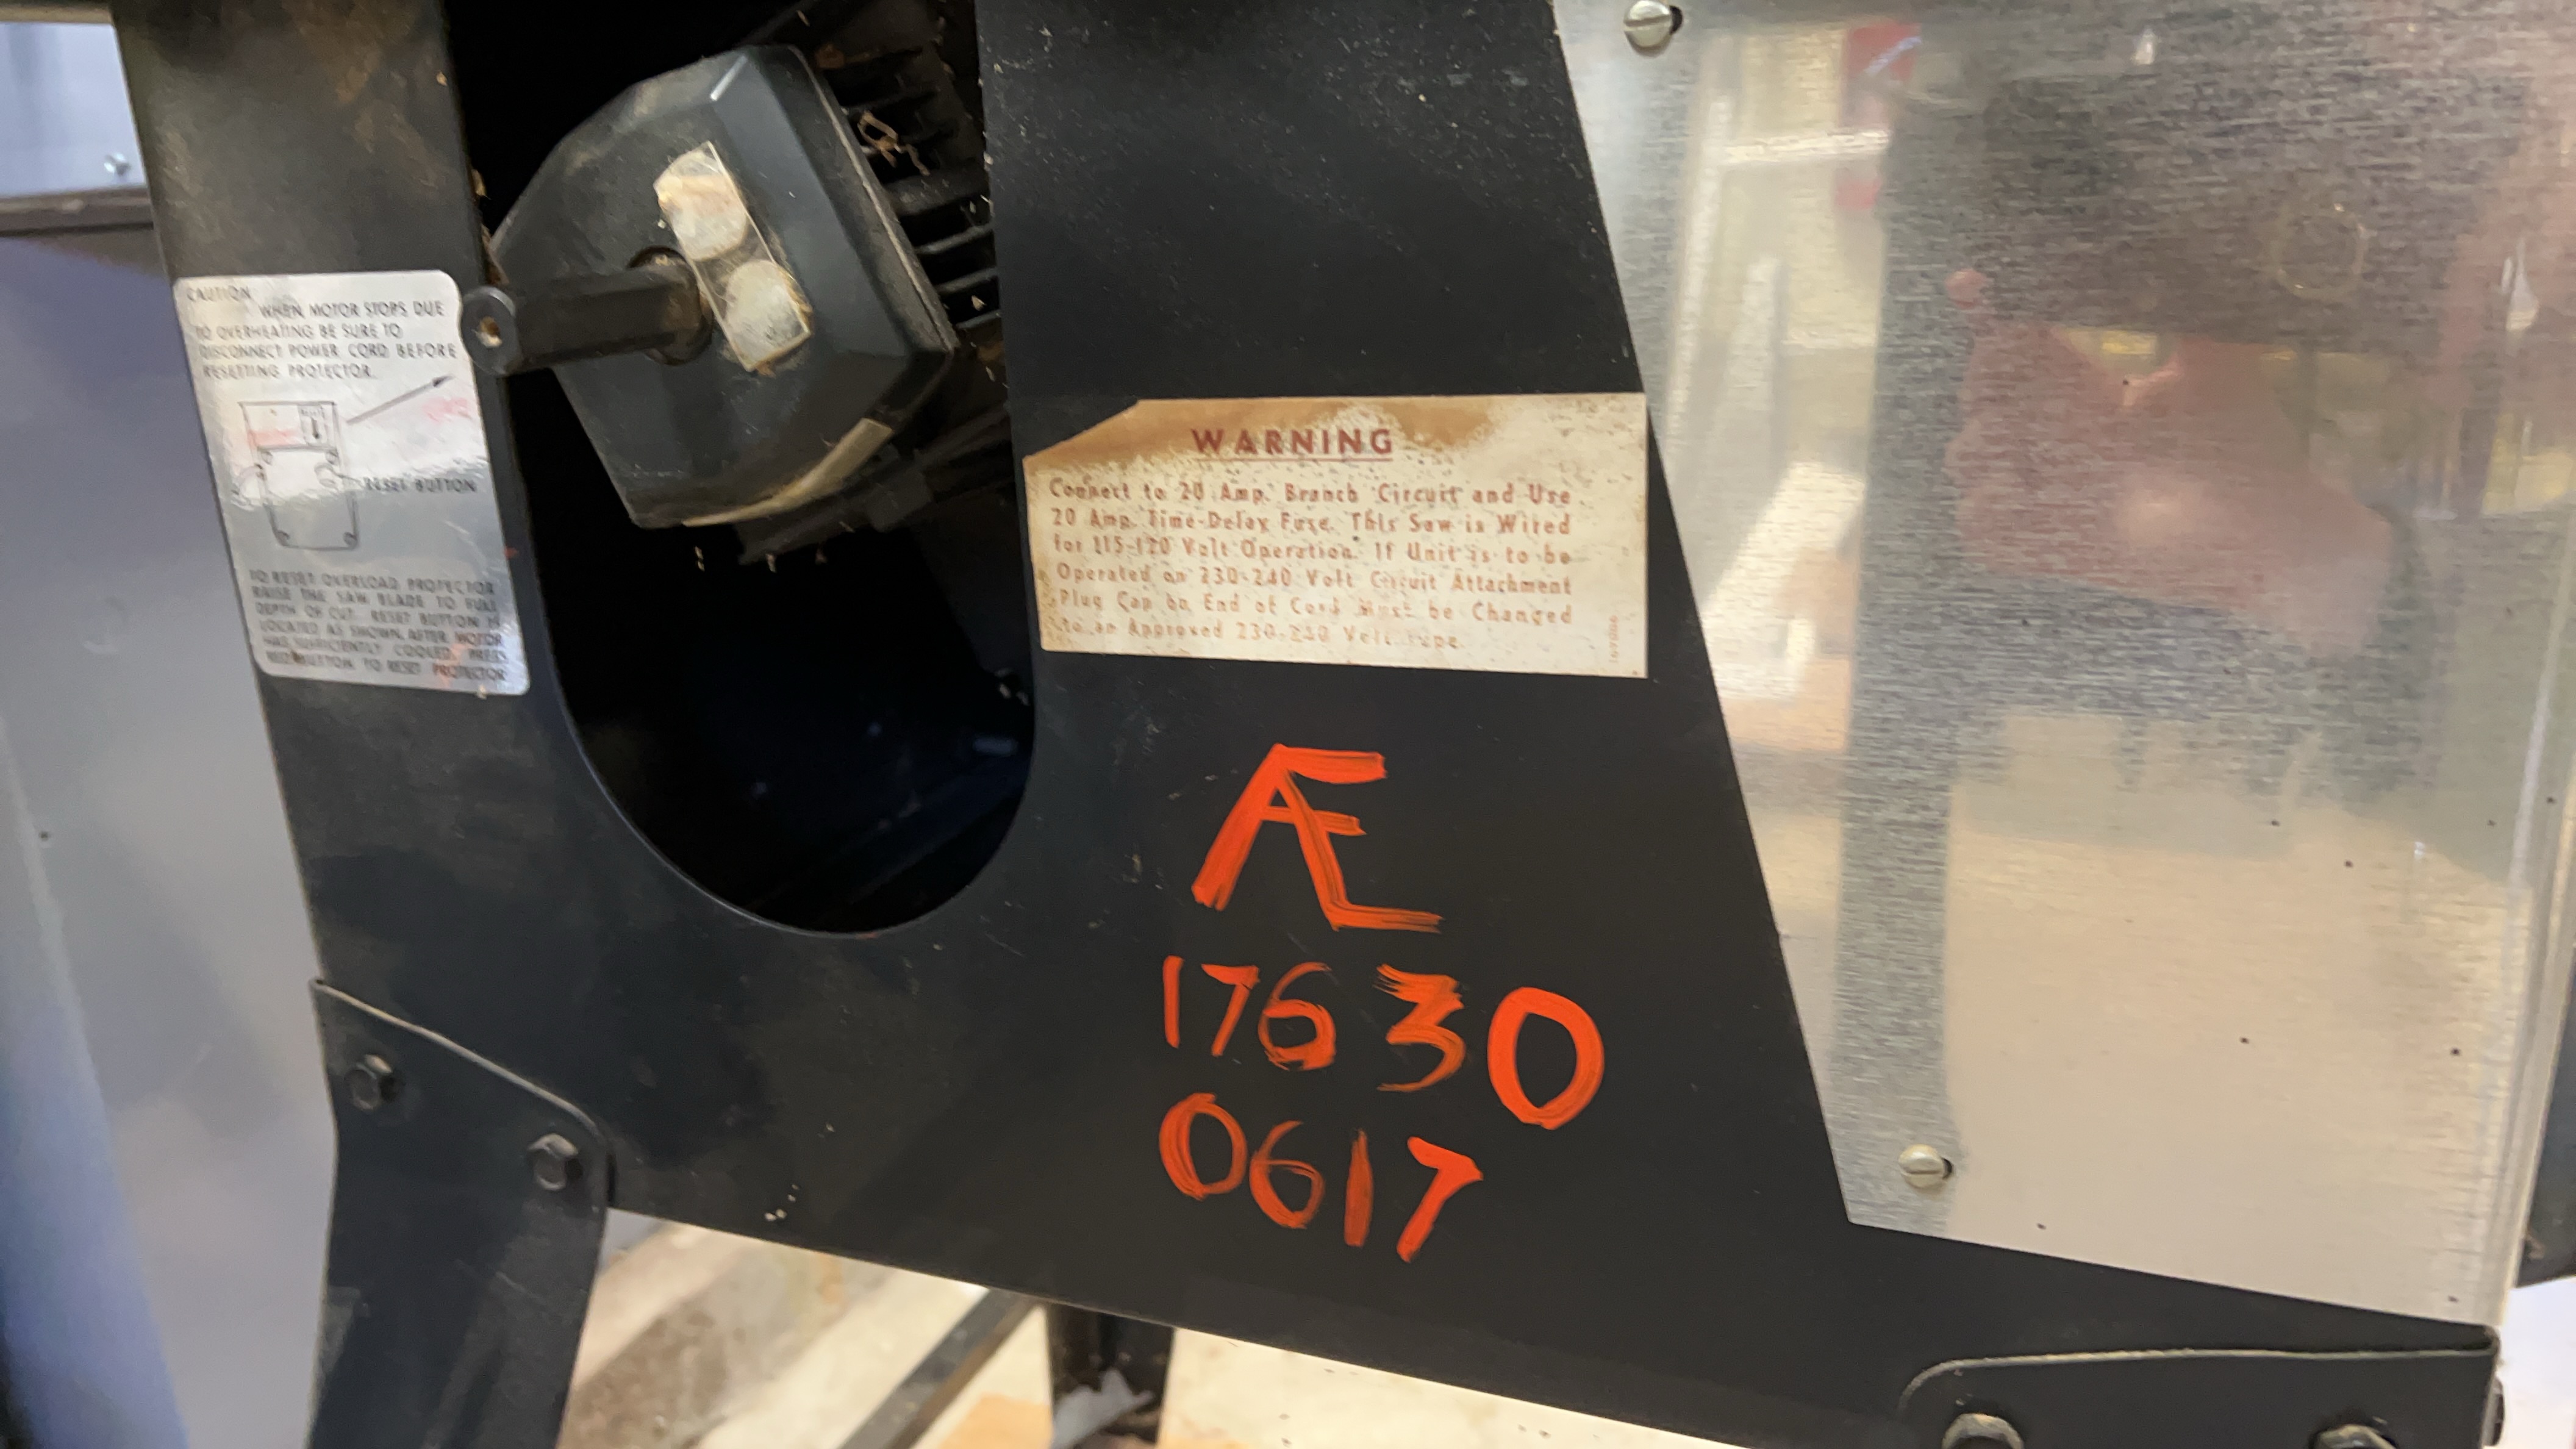 CAUTION
WHEN MOTOR STOPS DUE
TO OVERHEATING BE SURE TO
DISCONNECT POWER CORD BEFORE
RESETTING PROTECTOR.
RESET BUTTON
TO RESET OVERLOAD PROTECTOR
RAISE THE SAW BLADE TO FULL
DEPTH OF CUT. RESET BUTTON IS
LOCATED AS SHOWN. AFTER MOTOR
HAS SUFFICIENTLY COOLED, PRESS
RED BUTTON TO RESET PROTECTOR
WARNING
Connect to 20 Amp. Branch Circuit and Use
20 Amp. Time-Delay Fuse. This Saw is Wired
for 115-120 Volt Operation. If Unit is to be
Operated on 230-240 Volt Circuit Attachment
Plug Cap on End of Cord Must be Changed
to an Approved 230-240 Volt Type.
Æ
17630
0617